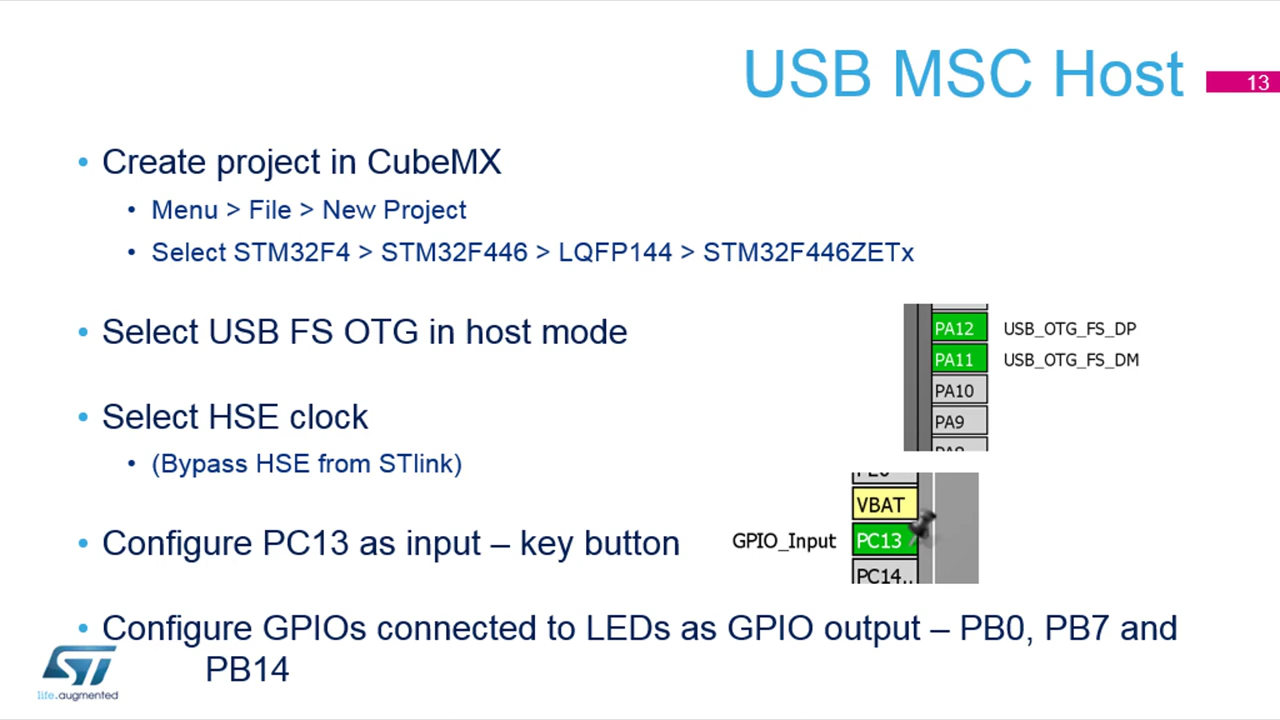 USB MSC Host
13
• Create project in CubeMX
• Menu > File > New Project
• Select STM32F4 > STM32F446 > LQFP144 > STM32F446ZETx
• Select USB FS OTG in host mode
PA12 USB_OTG_FS_DP
PA11 USB_OTG_FS_DM
PA10
PA9
• Select HSE clock
• (Bypass HSE from STlink)
VBAT
• Configure PC13 as input – key button
GPIO_Input PC13
PC14..
• Configure GPIOs connected to LEDs as GPIO output – PB0, PB7 and
PB14
ST
life.augmented